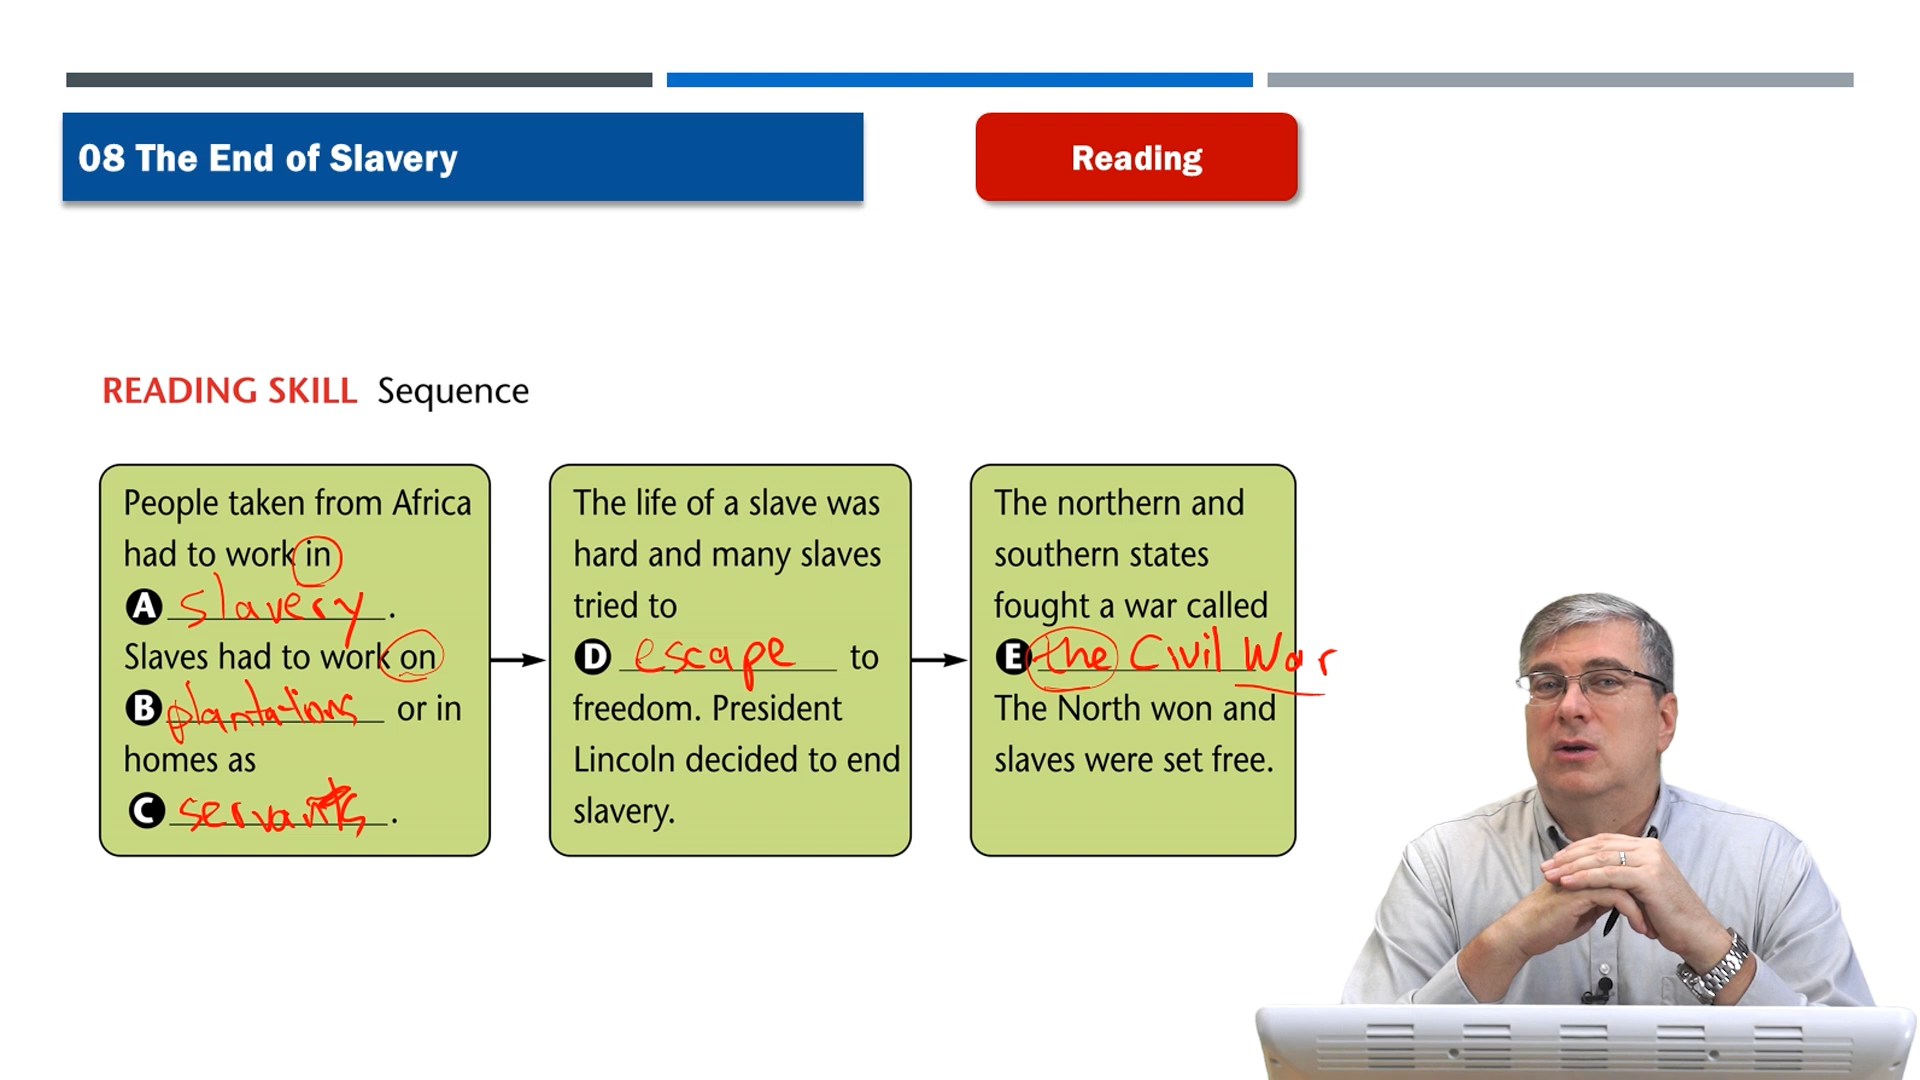 08 The End of Slavery
Reading
READING SKILL Sequence
People taken from Africa
had to work in
A slavery .
Slaves had to work on
B plantations or in
homes as
C servants .
The life of a slave was
hard and many slaves
tried to
D escape to
freedom. President
Lincoln decided to end
slavery.
The northern and
southern states
fought a war called
E the Civil War
The North won and
slaves were set free.